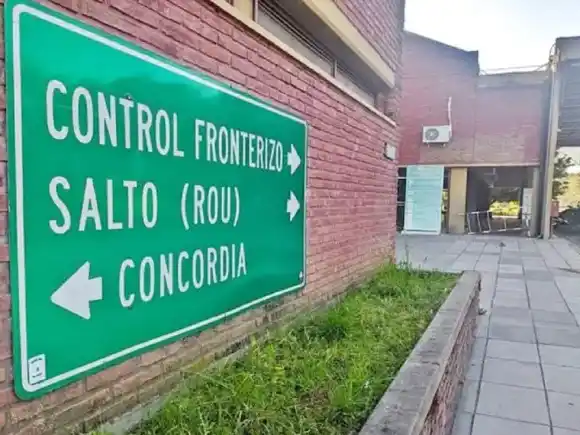 CONTROL FRONTERIZO
SALTO (ROU)
CONCORDIA